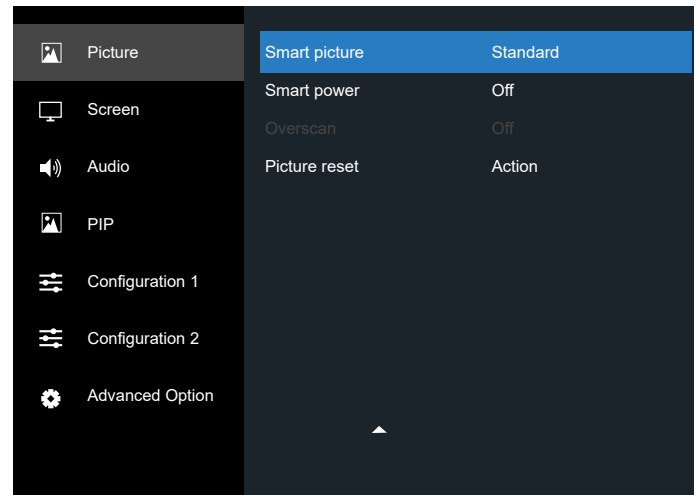 Picture
Screen
Audio
PIP
Configuration 1
Configuration 2
Advanced Option
Smart picture Standard
Smart power Off
Overscan Off
Picture reset Action